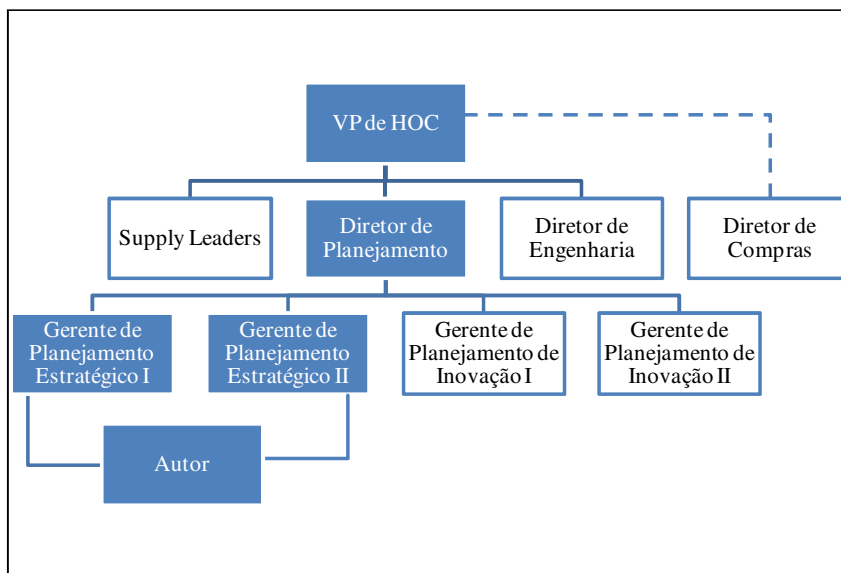 VP de HOC
Supply Leaders
Diretor de
Planejamento
Diretor de
Engenharia
Diretor de
Compras
Gerente de
Planejamento
Estratégico I
Gerente de
Planejamento
Estratégico II
Gerente de
Planejamento de
Inovação I
Gerente de
Planejamento de
Inovação II
Autor